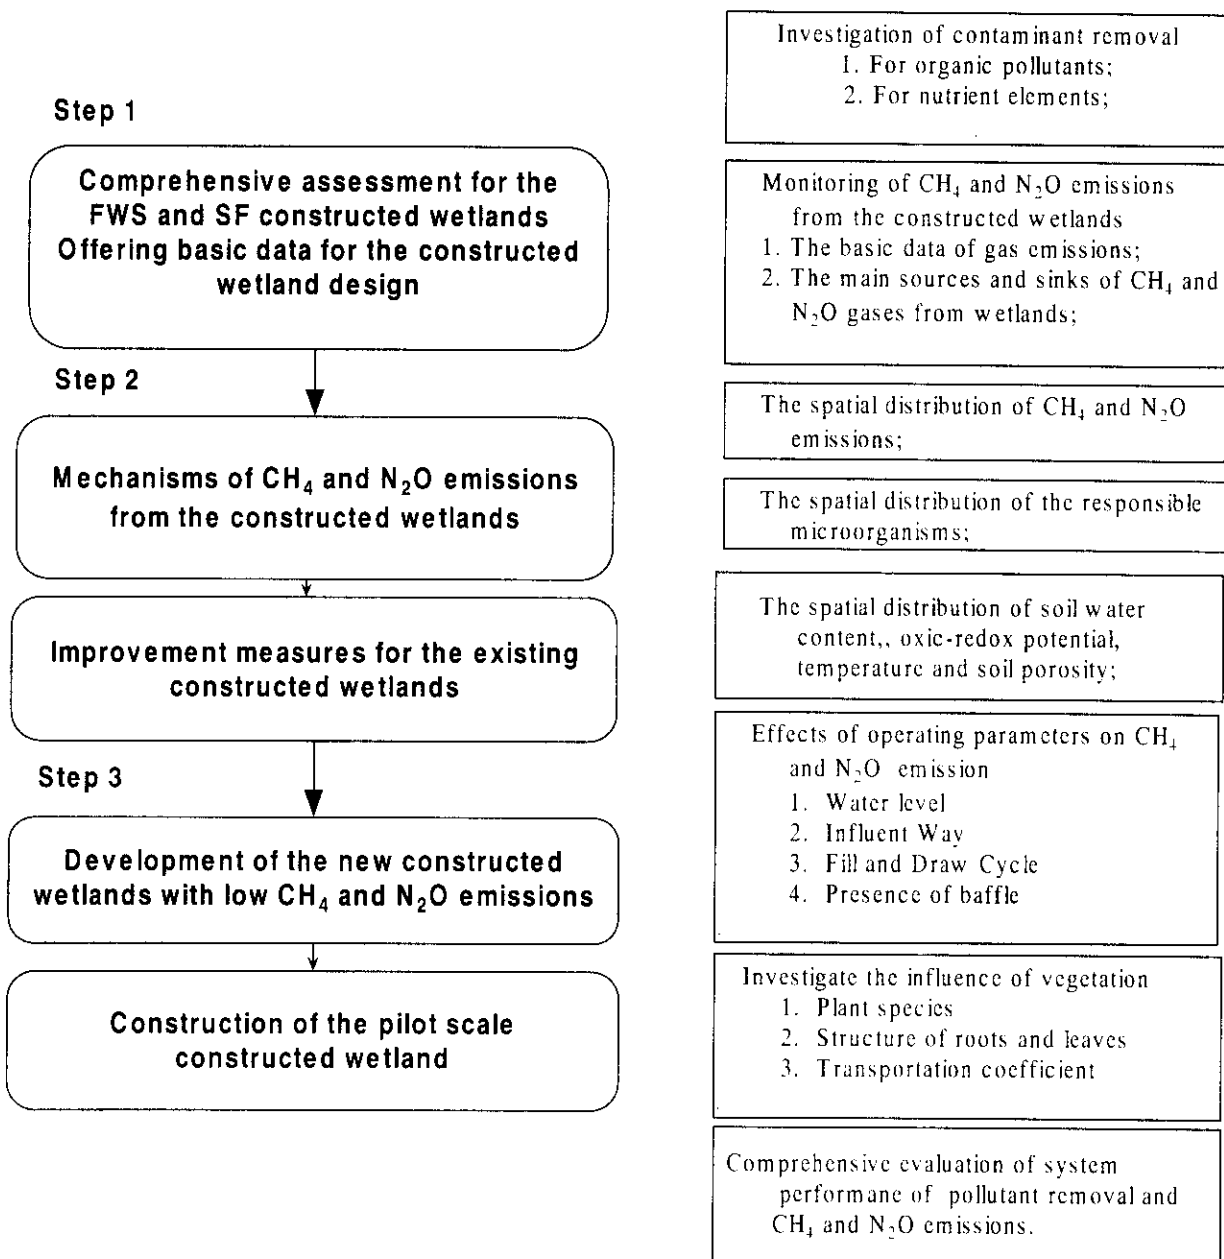 Step 1
Comprehensive assessment for the
FWS and SF constructed wetlands
Offering basic data for the constructed
wetland design
Step 2
Mechanisms of CH₄ and N₂O emissions
from the constructed wetlands
Improvement measures for the existing
constructed wetlands
Step 3
Development of the new constructed
wetlands with low CH₄ and N₂O emissions
Construction of the pilot scale
constructed wetland
Investigation of contaminant removal
1. For organic pollutants;
2. For nutrient elements;
Monitoring of CH₄ and N₂O emissions
from the constructed wetlands
1. The basic data of gas emissions;
2. The main sources and sinks of CH₄ and
N₂O gases from wetlands;
The spatial distribution of CH₄ and N₂O
emissions;
The spatial distribution of the responsible
microorganisms;
The spatial distribution of soil water
content,, oxic-redox potential,
temperature and soil porosity;
Effects of operating parameters on CH₄
and N₂O emission
1. Water level
2. Influent Way
3. Fill and Draw Cycle
4. Presence of baffle
Investigate the influence of vegetation
1. Plant species
2. Structure of roots and leaves
3. Transportation coefficient
Comprehensive evaluation of system
performane of pollutant removal and
CH₄ and N₂O emissions.